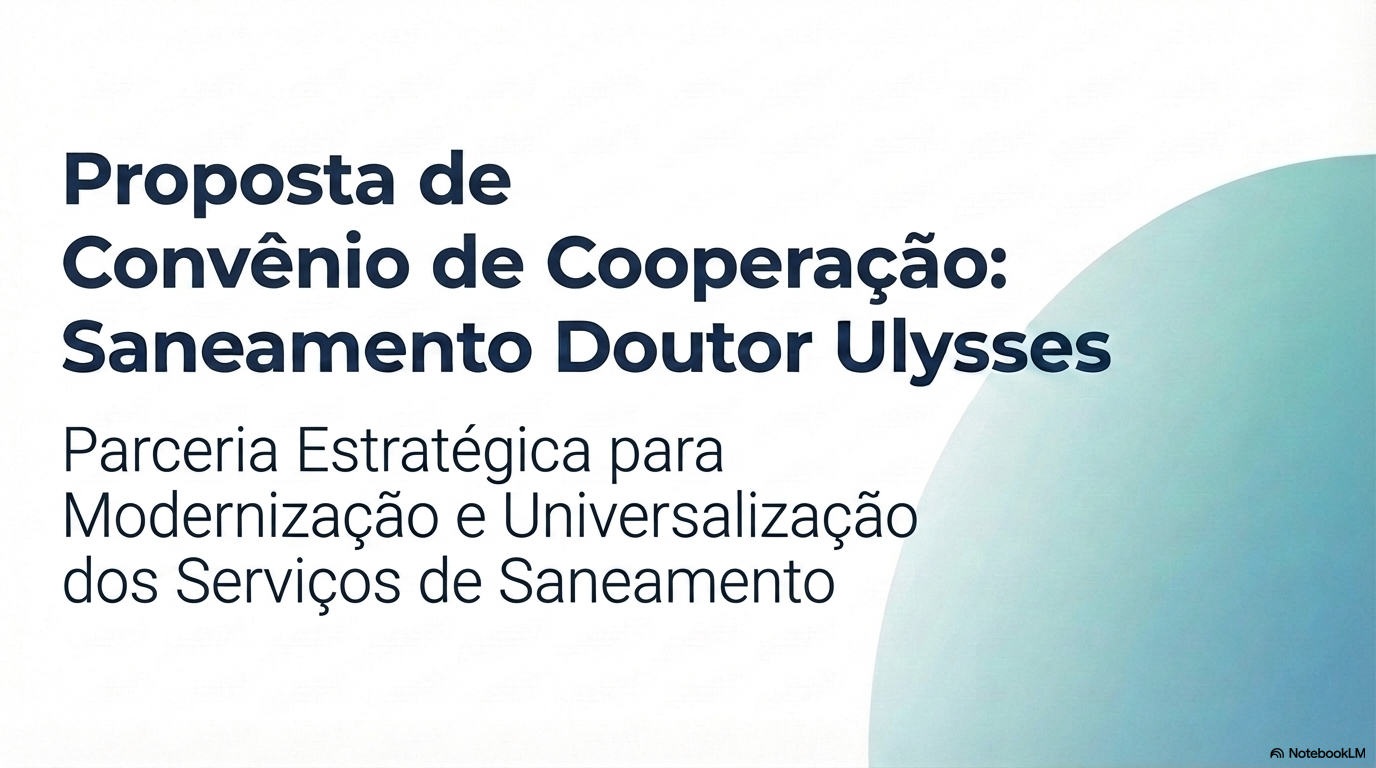 Proposta de
Convênio de Cooperação:
Saneamento Doutor Ulysses
Parceria Estratégica para
Modernização e Universalização
dos Serviços de Saneamento
NotebookLM